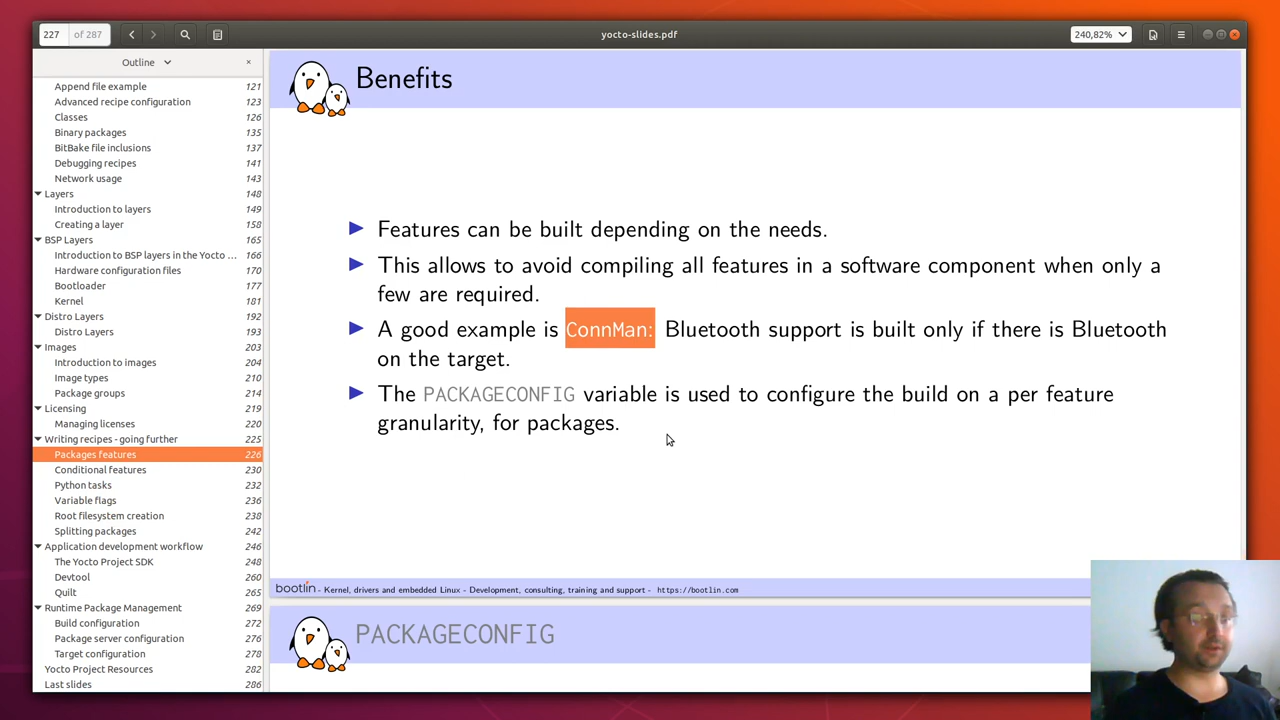 227 of 287
yocto-slides.pdf
240,82%
Outline
Append file example 121
Advanced recipe configuration 123
Classes 126
Binary packages 135
BitBake file inclusions 137
Debugging recipes 141
Network usage 143
Layers 148
Introduction to layers 149
Creating a layer 158
BSP Layers 165
Introduction to BSP layers in the Yocto ... 166
Hardware configuration files 170
Bootloader 177
Kernel 181
Distro Layers 192
Distro Layers 193
Images 203
Introduction to images 204
Image types 210
Package groups 214
Licensing 219
Managing licenses 220
Writing recipes - going further 225
Packages features 226
Conditional features 230
Python tasks 232
Variable flags 236
Root filesystem creation 238
Splitting packages 242
Application development workflow 246
The Yocto Project SDK 248
Devtool 260
Quilt 265
Runtime Package Management 269
Build configuration 272
Package server configuration 276
Target configuration 278
Yocto Project Resources 282
Last slides 286
Benefits
Features can be built depending on the needs.
This allows to avoid compiling all features in a software component when only a
few are required.
A good example is ConnMan: Bluetooth support is built only if there is Bluetooth
on the target.
The PACKAGECONFIG variable is used to configure the build on a per feature
granularity, for packages.
bootlin - Kernel, drivers and embedded Linux - Development, consulting, training and support - https://bootlin.com
PACKAGECONFIG